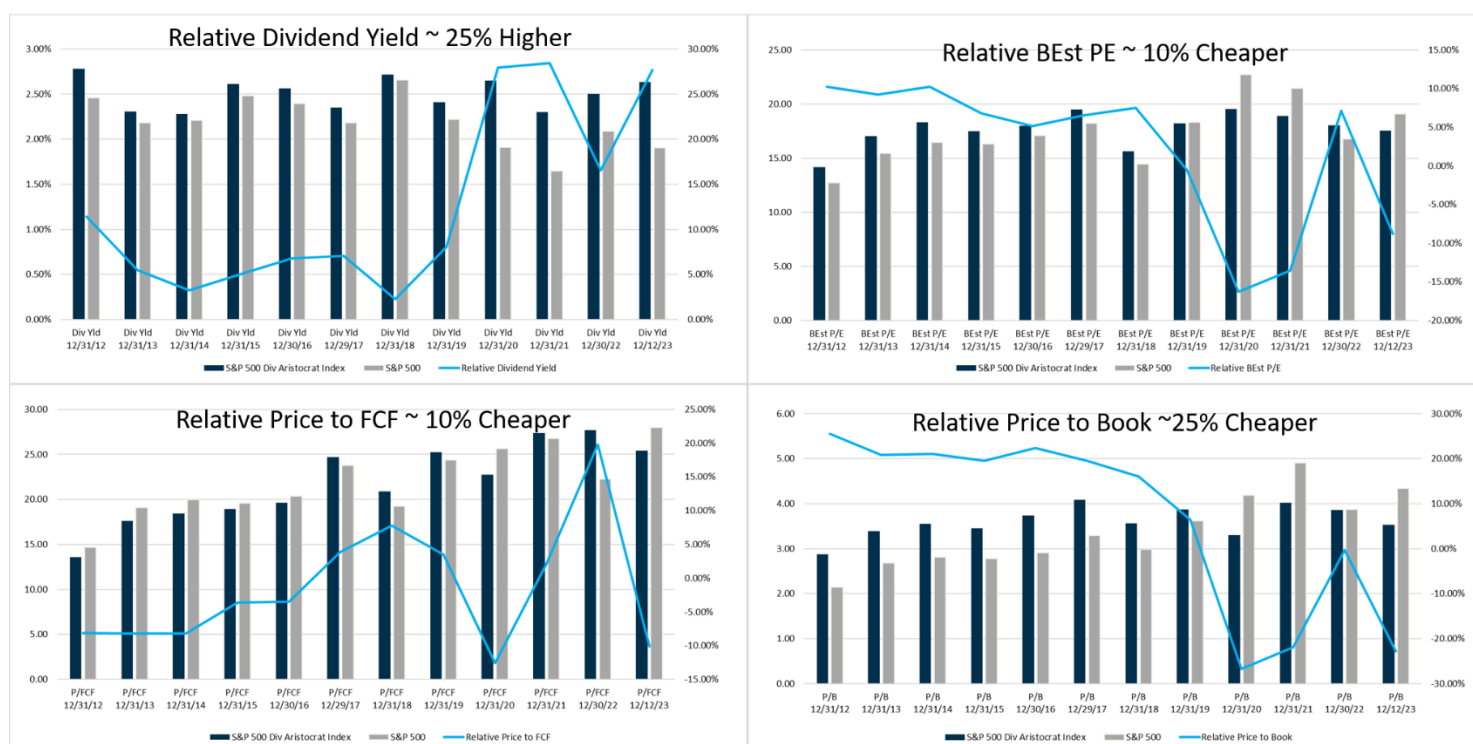 Relative Dividend Yield ~ 25% Higher
3.00% 30.00%
2.50% 25.00%
2.00% 20.00%
1.50% 15.00%
1.00% 10.00%
0.50% 5.00%
0.00% 0.00%
Div Yld Div Yld Div Yld Div Yld Div Yld Div Yld Div Yld Div Yld Div Yld Div Yld Div Yld Div Yld
12/31/12 12/31/13 12/31/14 12/31/15 12/30/16 12/29/17 12/31/18 12/31/19 12/31/20 12/31/21 12/30/22 12/12/23
S&P 500 Div Aristocrat Index S&P 500 Relative Dividend Yield
Relative BEst PE ~ 10% Cheaper
25.00 15.00%
10.00%
20.00
5.00%
15.00 0.00%
-5.00%
10.00
-10.00%
5.00
-15.00%
0.00 -20.00%
BEst P/E BEst P/E BEst P/E BEst P/E BEst P/E BEst P/E BEst P/E BEst P/E BEst P/E BEst P/E BEst P/E BEst P/E
12/31/12 12/31/13 12/31/14 12/31/15 12/30/16 12/29/17 12/31/18 12/31/19 12/31/20 12/31/21 12/30/22 12/12/23
S&P 500 Div Aristocrat Index S&P 500 Relative BEst P/E
Relative Price to FCF ~ 10% Cheaper
30.00 25.00%
20.00%
25.00
15.00%
20.00
10.00%
15.00 5.00%
0.00%
10.00
-5.00%
5.00
-10.00%
0.00 -15.00%
P/FCF P/FCF P/FCF P/FCF P/FCF P/FCF P/FCF P/FCF P/FCF P/FCF P/FCF P/FCF
12/31/12 12/31/13 12/31/14 12/31/15 12/30/16 12/29/17 12/31/18 12/31/19 12/31/20 12/31/21 12/30/22 12/12/23
S&P 500 Div Aristocrat Index S&P 500 Relative Price to FCF
Relative Price to Book ~25% Cheaper
6.00 30.00%
5.00 20.00%
4.00 10.00%
3.00 0.00%
2.00 -10.00%
1.00 -20.00%
0.00 -30.00%
P/B P/B P/B P/B P/B P/B P/B P/B P/B P/B P/B P/B
12/31/12 12/31/13 12/31/14 12/31/15 12/30/16 12/29/17 12/31/18 12/31/19 12/31/20 12/31/21 12/30/22 12/12/23
S&P 500 Div Aristocrat Index S&P 500 Relative Price to Book